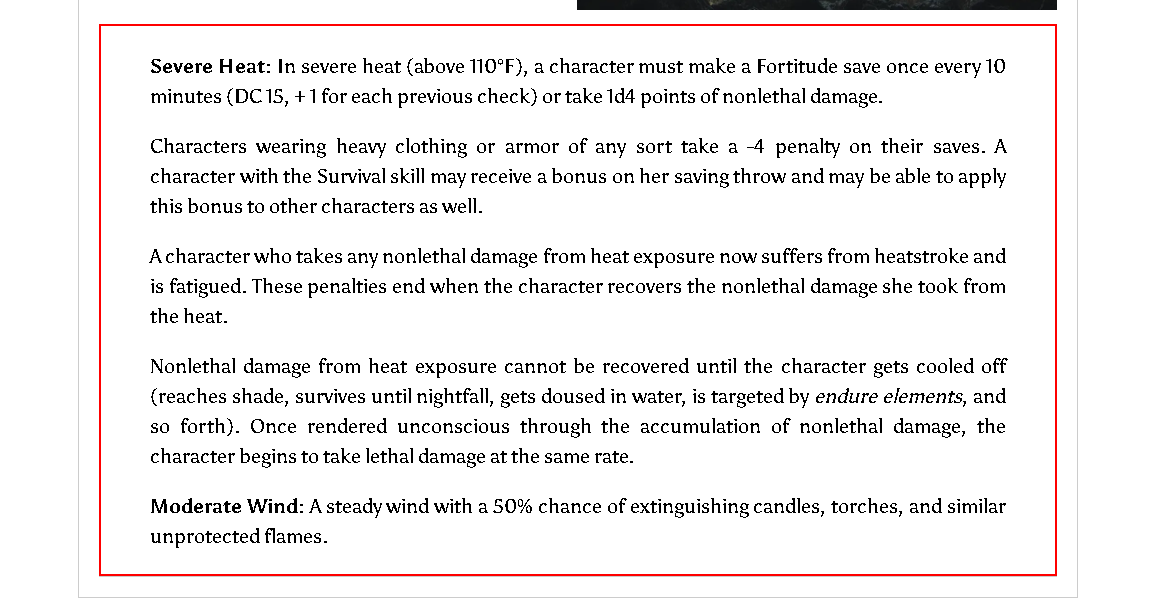 Severe Heat: In severe heat (above 110°F), a character must make a Fortitude save once every 10
minutes (DC 15, +1 for each previous check) or take 1d4 points of nonlethal damage.
Characters wearing heavy clothing or armor of any sort take a -4 penalty on their saves. A
character with the Survival skill may receive a bonus on her saving throw and may be able to apply
this bonus to other characters as well.
A character who takes any nonlethal damage from heat exposure now suffers from heatstroke and
is fatigued. These penalties end when the character recovers the nonlethal damage she took from
the heat.
Nonlethal damage from heat exposure cannot be recovered until the character gets cooled off
(reaches shade, survives until nightfall, gets doused in water, is targeted by endure elements, and
so forth). Once rendered unconscious through the accumulation of nonlethal damage, the
character begins to take lethal damage at the same rate.
Moderate Wind: A steady wind with a 50% chance of extinguishing candles, torches, and similar
unprotected flames.